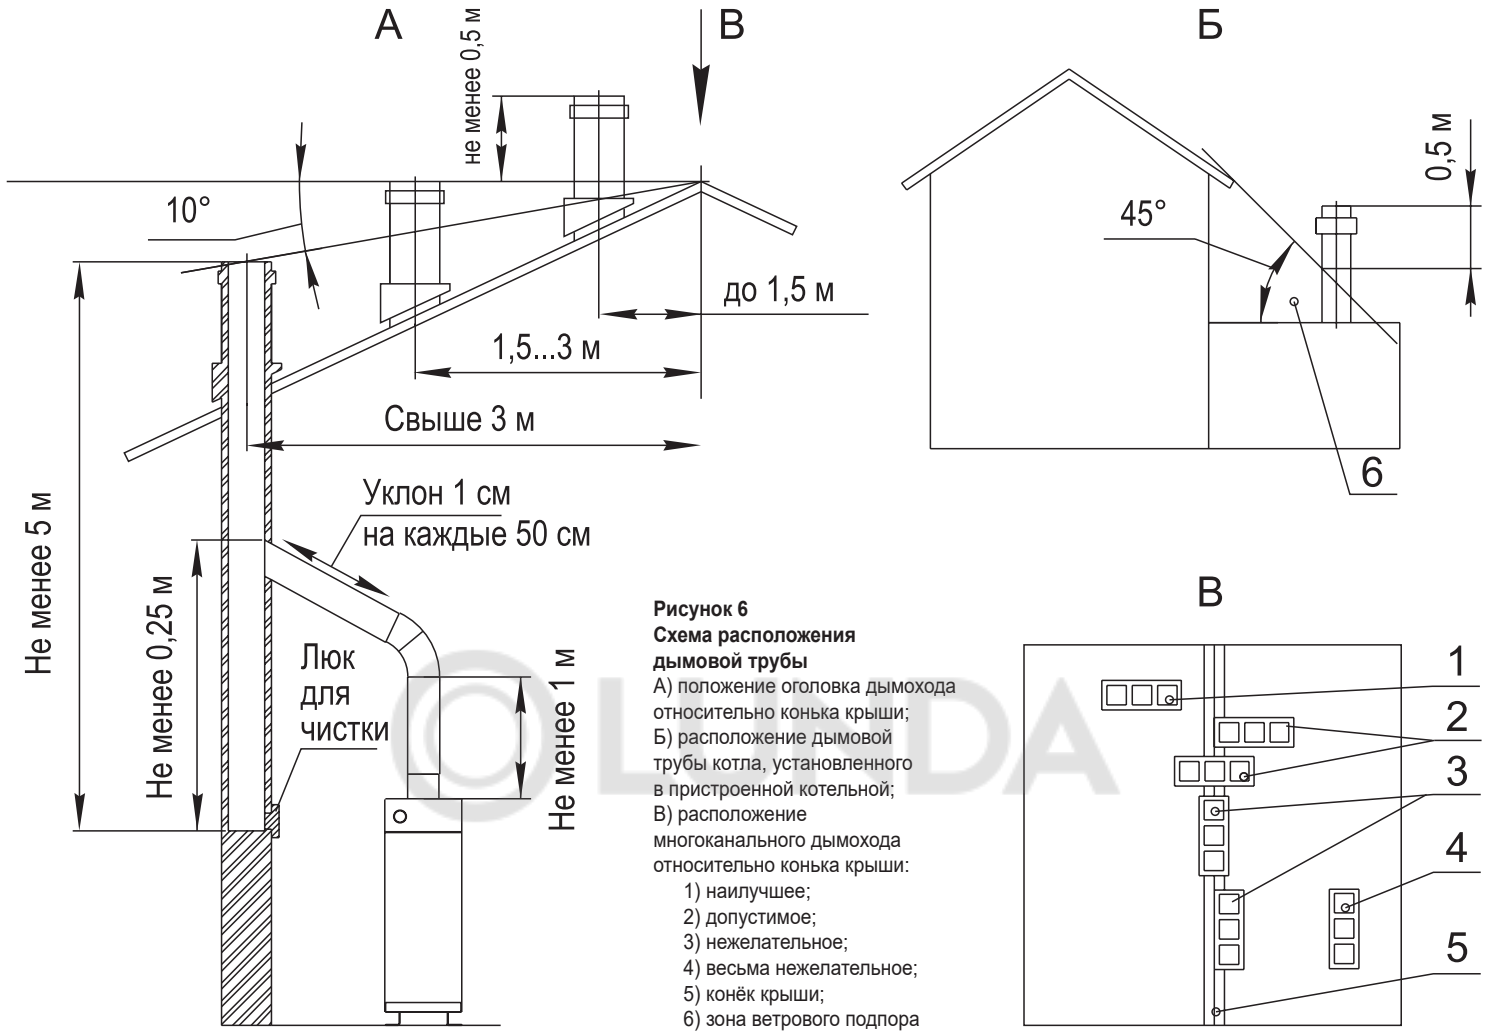 А
В
Б
не менее 0,5 м
10°
до 1,5 м
1,5...3 м
Свыше 3 м
Не менее 5 м
Уклон 1 см
на каждые 50 см
Не менее 0,25 м
Люк
для
чистки
Не менее 1 м
45°
0,5 м
6
LUNDA
Рисунок 6
Схема расположения
дымовой трубы
А) положение оголовка дымохода
относительно конька крыши;
Б) расположение дымовой
трубы котла, установленного
в пристроенной котельной;
В) расположение
многоканального дымохода
относительно конька крыши:
1) наилучшее;
2) допустимое;
3) нежелательное;
4) весьма нежелательное;
5) конёк крыши;
6) зона ветрового подпора
В
1
2
3
4
5